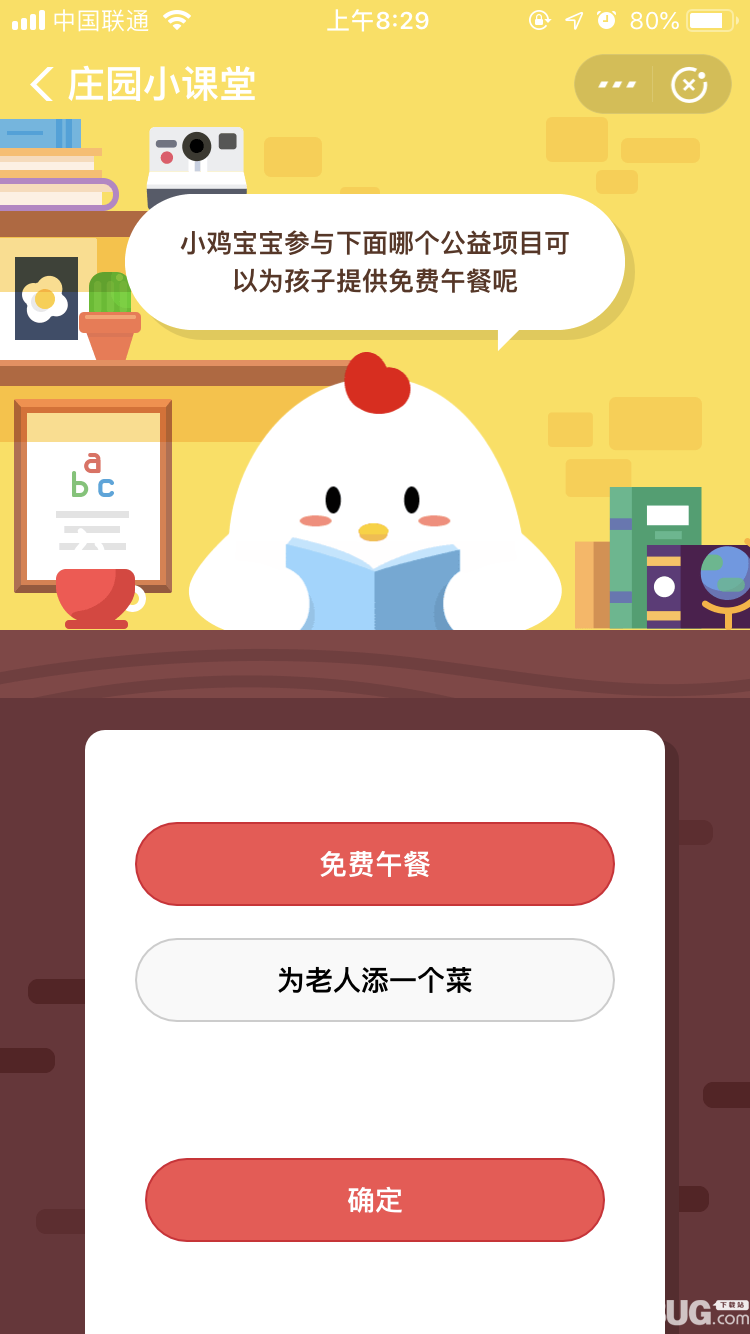 中国联通 上午8:29 80%
庄园小课堂
小鸡宝宝参与下面哪个公益项目可
以为孩子提供免费午餐呢
a
b c
免费午餐
为老人添一个菜
确定
UG 下载站
.com